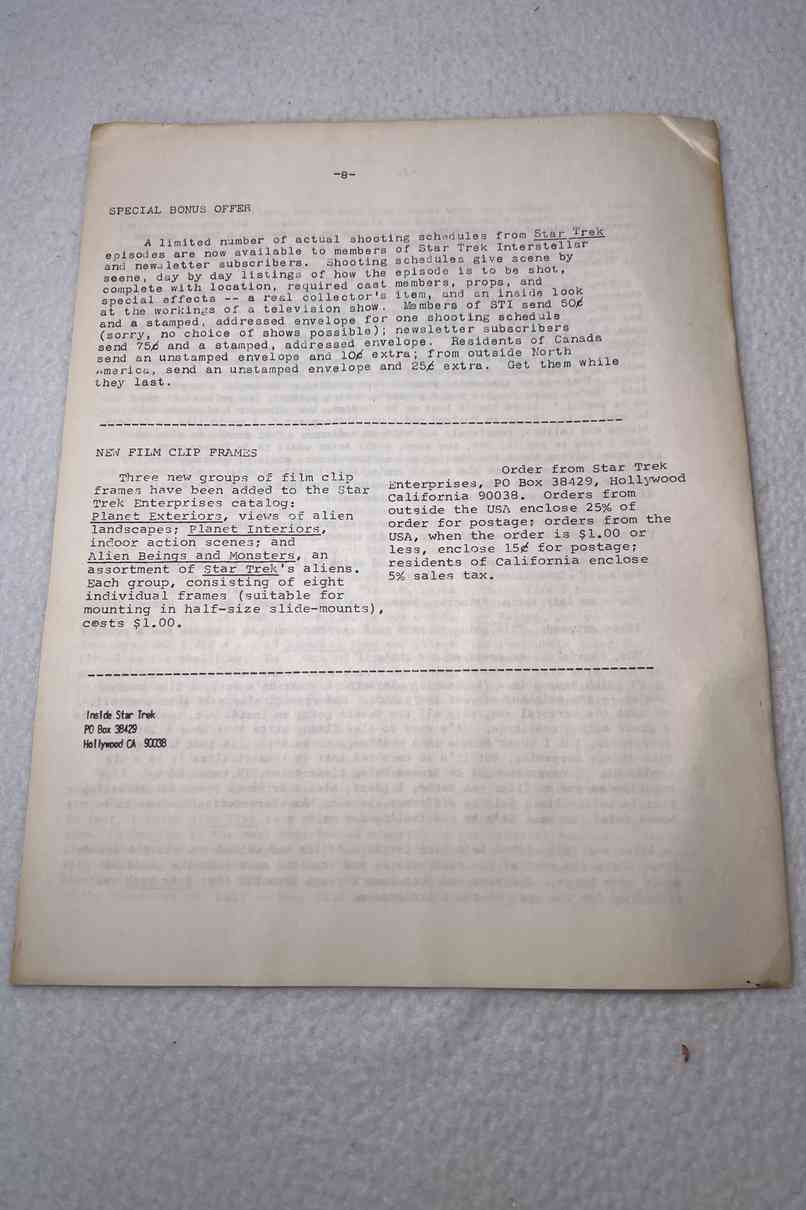 -8-
SPECIAL BONUS OFFER
A limited number of actual shooting schedules from Star Trek
episodes are now available to members of Star Trek Interstellar
and newsletter subscribers. Shooting schedules give scene by
scene, day by day listings of how the episode is to be shot,
complete with location, required cast members, props, and
special effects -- a real collector's item, and an inside look
at the workings of a television show. Members of STI send 50¢
and a stamped, addressed envelope for one shooting schedule
(sorry, no choice of shows possible); newsletter subscribers
send 75¢ and a stamped, addressed envelope. Residents of Canada
send an unstamped envelope and 10¢ extra; from outside North
America, send an unstamped envelope and 25¢ extra. Get them while
they last.
NEW FILM CLIP FRAMES
Three new groups of film clip
frames have been added to the Star
Trek Enterprises catalog:
Planet Exteriors, views of alien
landscapes; Planet Interiors,
indoor action scenes; and
Alien Beings and Monsters, an
assortment of Star Trek's aliens.
Each group, consisting of eight
individual frames (suitable for
mounting in half-size slide-mounts),
costs $1.00.
Order from Star Trek
Enterprises, PO Box 38429, Hollywood
California 90038. Orders from
outside the USA enclose 25% of
order for postage; orders from the
USA, when the order is $1.00 or
less, enclose 15¢ for postage;
residents of California enclose
5% sales tax.
Inside Star Trek
PO Box 38429
Hollywood CA 90038